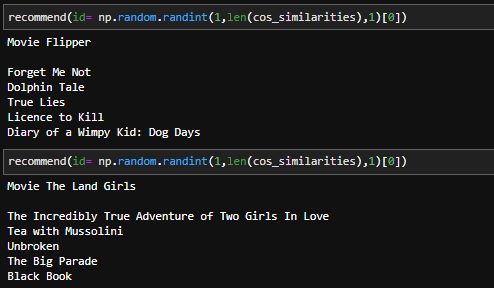 recommend(id= np.random.randint(1,len(cos_similarities),1)[0])
Movie Flipper
Forget Me Not
Dolphin Tale
True Lies
Licence to Kill
Diary of a Wimpy Kid: Dog Days
recommend(id= np.random.randint(1,len(cos_similarities),1)[0])
Movie The Land Girls
The Incredibly True Adventure of Two Girls In Love
Tea with Mussolini
Unbroken
The Big Parade
Black Book